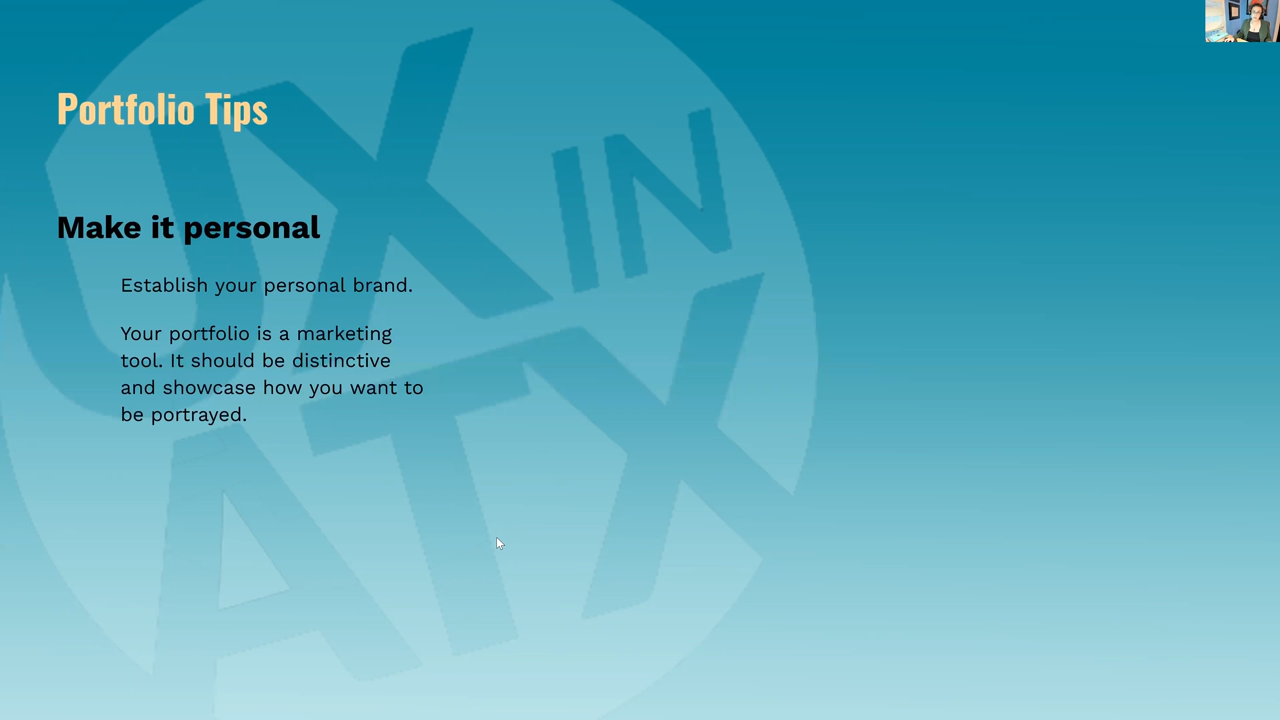 Portfolio Tips
Make it personal
Establish your personal brand.
Your portfolio is a marketing
tool. It should be distinctive
and showcase how you want to
be portrayed.
UX IN
ATX